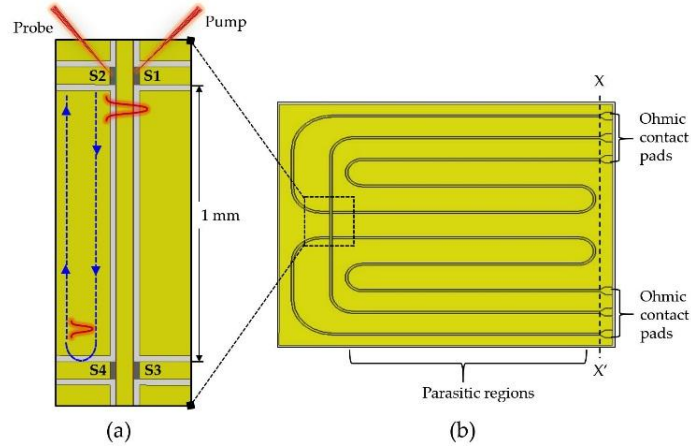 Probe
Pump
S2
S1
1 mm
S4
S3
(a)
X
Ohmic
contact
pads
Ohmic
contact
pads
X'
Parasitic regions
(b)